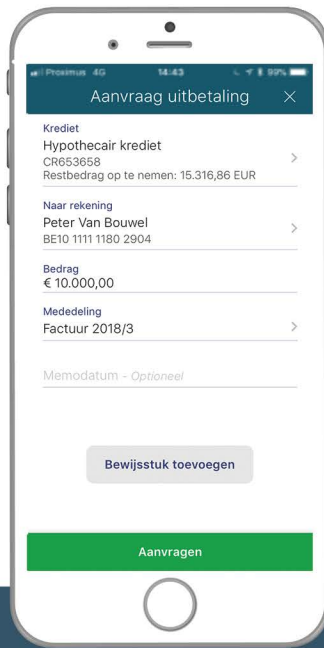 Proximus 4G 14:43 99%
Aanvraag uitbetaling
Krediet
Hypothecair krediet
CR653658
Restbedrag op te nemen: 15.316,86 EUR
Naar rekening
Peter Van Bouwel
BE10 1111 1180 2904
Bedrag
€ 10.000,00
Mededeling
Factuur 2018/3
Memodatum - Optioneel
Bewijsstuk toevoegen
Aanvragen